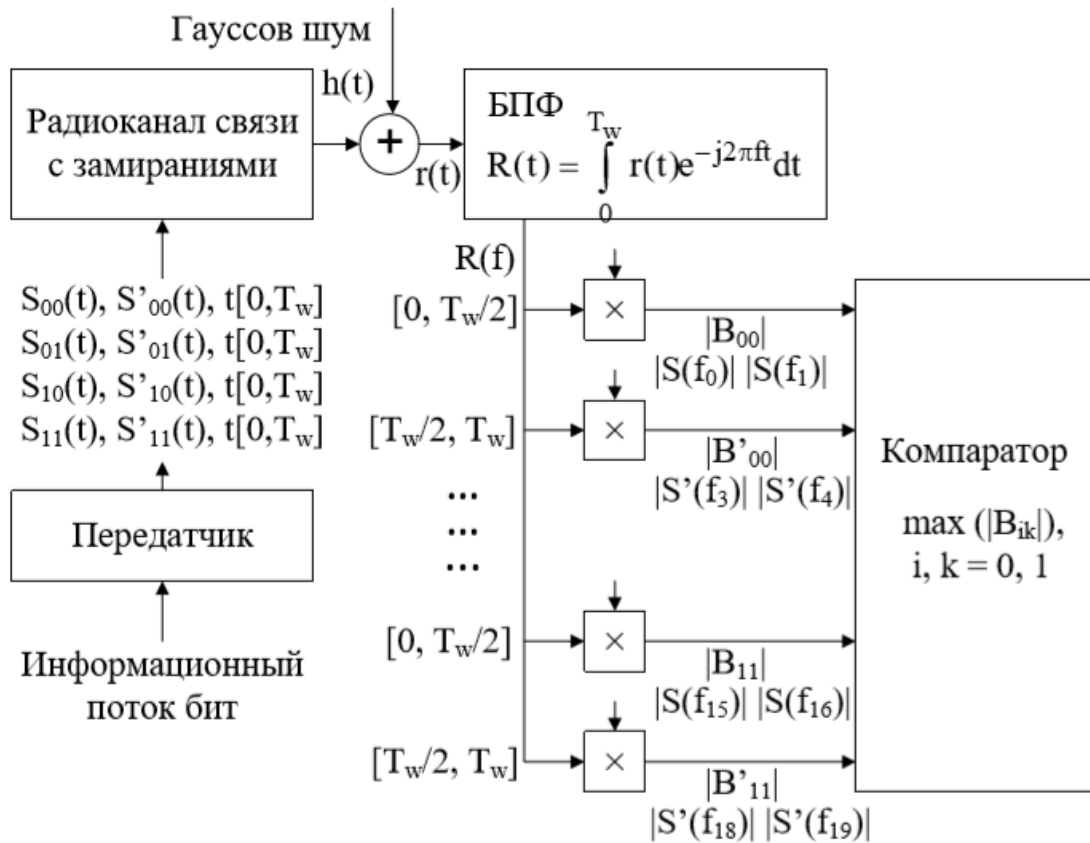 Гауссов шум
h(t)
Радиоканал связи
с замираниями
+
r(t)
БПФ
R(t) = ∫₀^{T_w} r(t)e^{−j2πft}dt
R(f)
S₀₀(t), S’₀₀(t), t[0,T_w]
S₀₁(t), S’₀₁(t), t[0,T_w]
S₁₀(t), S’₁₀(t), t[0,T_w]
S₁₁(t), S’₁₁(t), t[0,T_w]
Передатчик
Информационный
поток бит
[0, T_w/2]
×
|B₀₀|
|S(f₀)| |S(f₁)|
[T_w/2, T_w]
×
|B’₀₀|
|S’(f₃)| |S’(f₄)|
...
...
...
[0, T_w/2]
×
|B₁₁|
|S(f₁₅)| |S(f₁₆)|
[T_w/2, T_w]
×
|B’₁₁|
|S’(f₁₈)| |S’(f₁₉)|
Компаратор
max (|B_{ik}|),
i, k = 0, 1